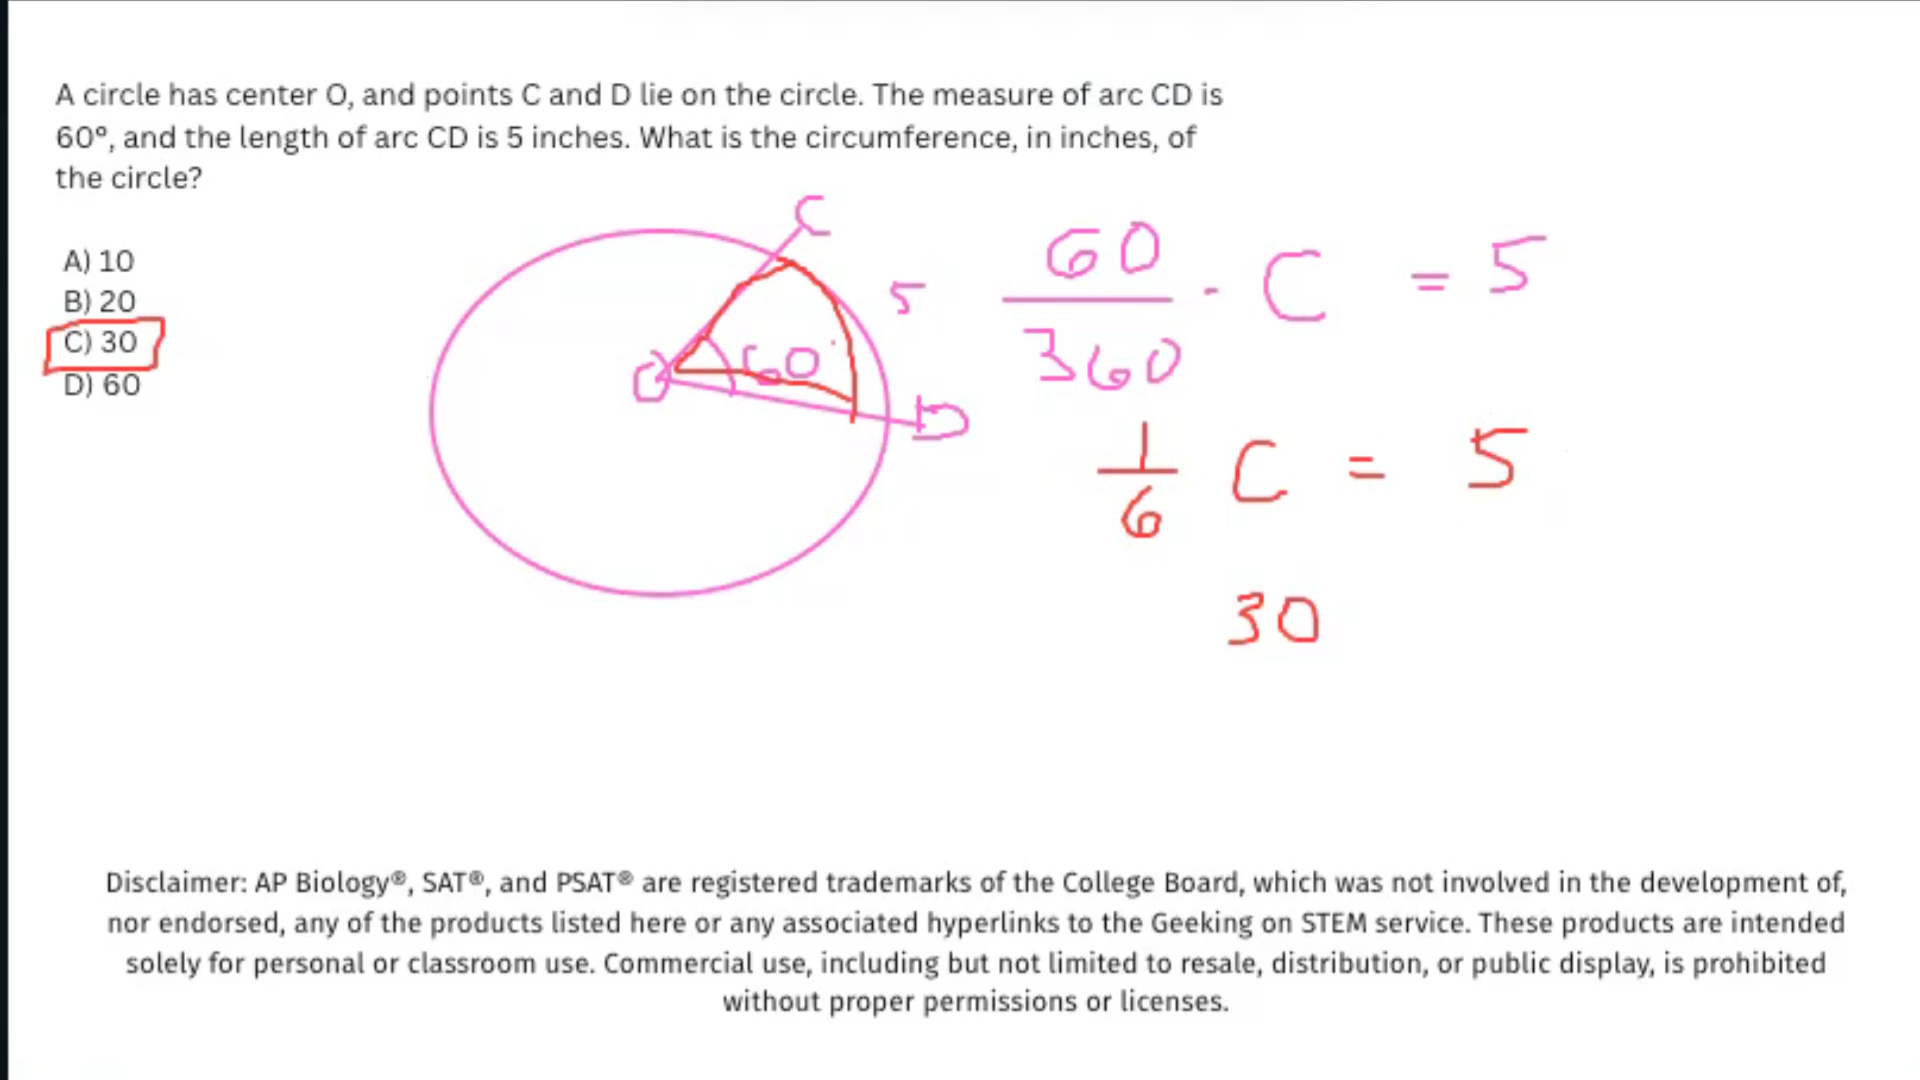 A circle has center O, and points C and D lie on the circle. The measure of arc CD is
60°, and the length of arc CD is 5 inches. What is the circumference, in inches, of
the circle?
A) 10
B) 20
C) 30
D) 60
C
5
O
60°
D
60
360
· C = 5
1
6
C = 5
30
Disclaimer: AP Biology®, SAT®, and PSAT® are registered trademarks of the College Board, which was not involved in the development of,
nor endorsed, any of the products listed here or any associated hyperlinks to the Geeking on STEM service. These products are intended
solely for personal or classroom use. Commercial use, including but not limited to resale, distribution, or public display, is prohibited
without proper permissions or licenses.